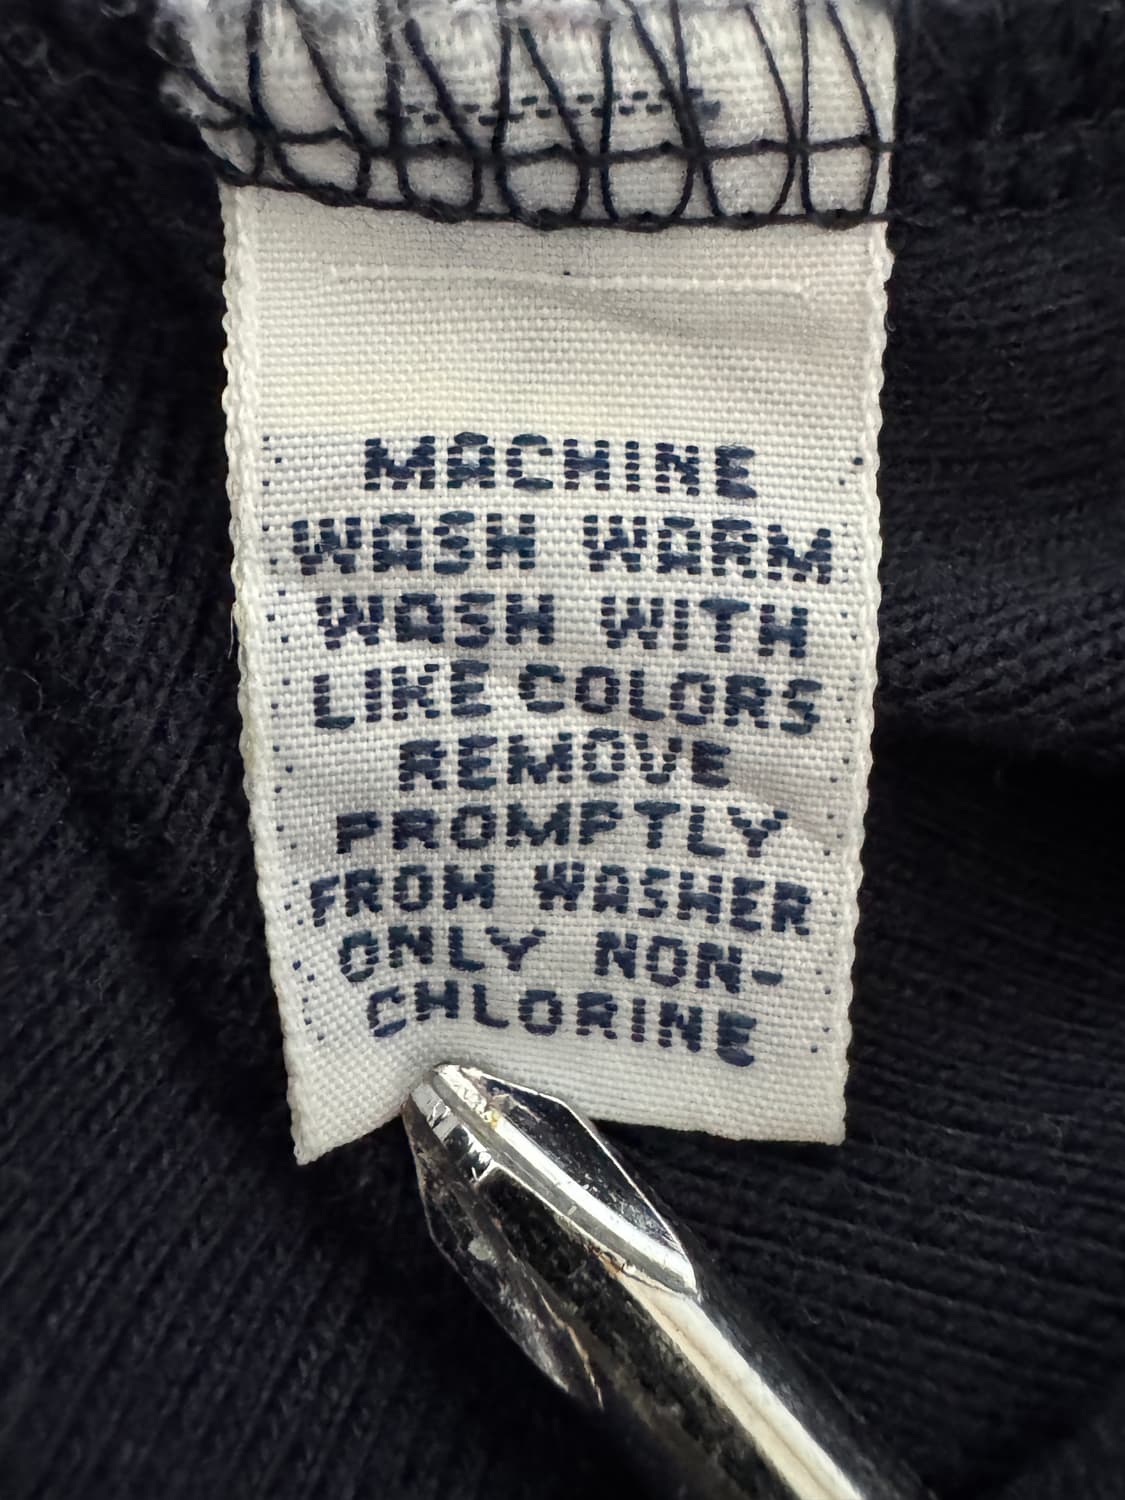 MACHINE
WASH WARM
WASH WITH
LIKE COLORS
REMOVE
PROMPTLY
FROM WASHER
ONLY NON-
CHLORINE